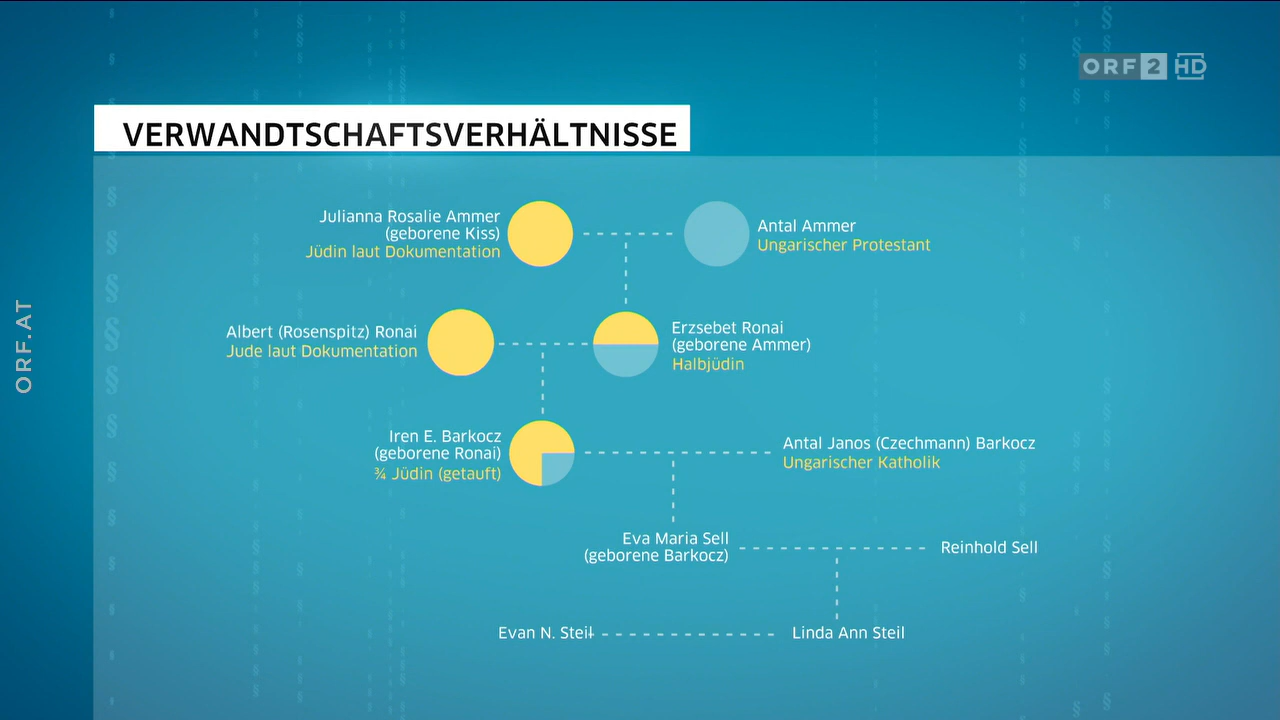 ORF 2 HD
VERWANDTSCHAFTSVERHÄLTNISSE
Julianna Rosalie Ammer
(geborene Kiss)
Jüdin laut Dokumentation
Antal Ammer
Ungarischer Protestant
Albert (Rosenspitz) Ronai
Jude laut Dokumentation
Erzsebet Ronai
(geborene Ammer)
Halbjüdin
Iren E. Barkocz
(geborene Ronai)
¾ Jüdin (getauft)
Antal Janos (Czechmann) Barkocz
Ungarischer Katholik
Eva Maria Sell
(geborene Barkocz)
Reinhold Sell
Evan N. Steil
Linda Ann Steil
ORF.AT